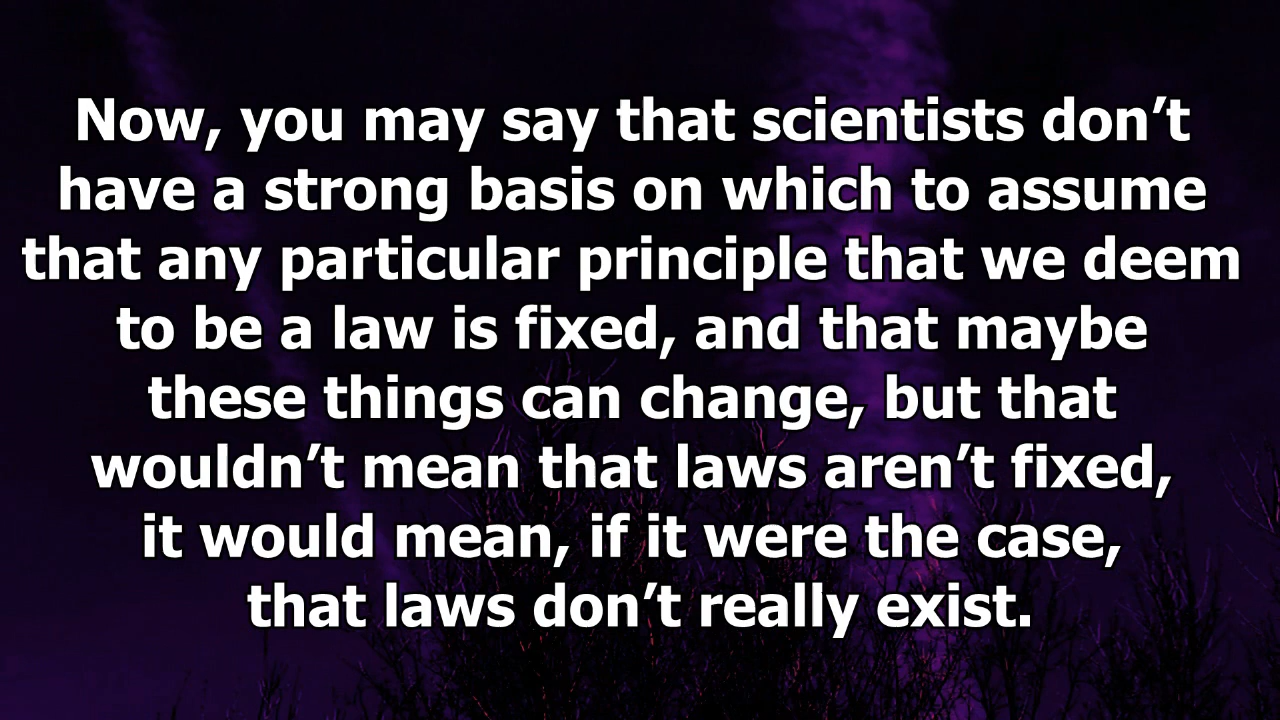 Now, you may say that scientists don’t
have a strong basis on which to assume
that any particular principle that we deem
to be a law is fixed, and that maybe
these things can change, but that
wouldn’t mean that laws aren’t fixed,
it would mean, if it were the case,
that laws don’t really exist.